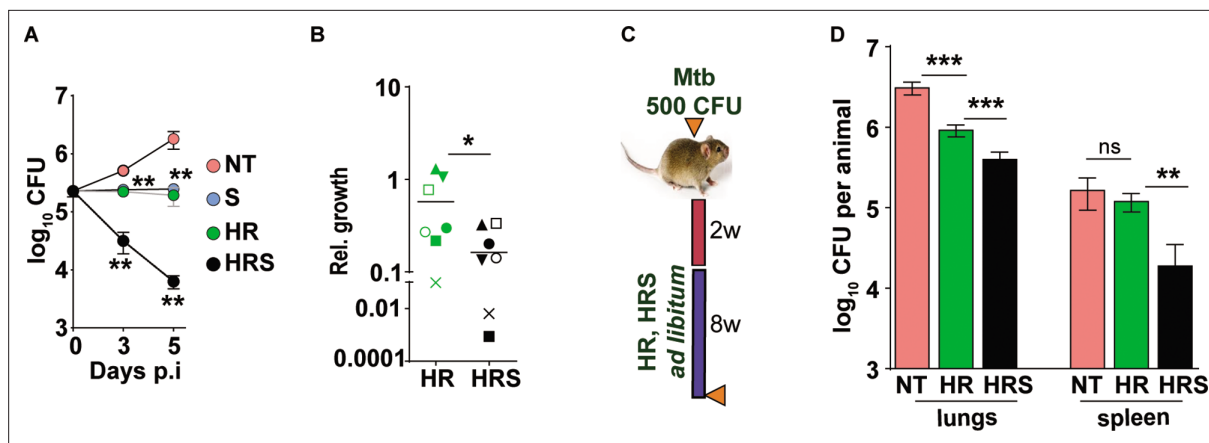 A
log₁₀ CFU
7
6
5
4
3
**
**
**
**
0
3
5
Days p.i
NT
S
HR
HRS
B
Rel. growth
10
1
0.1
0.01
0.0001
*
HR
HRS
C
Mtb
500 CFU
2w
8w
HR, HRS
ad libitum
D
log₁₀ CFU per animal
7
6
5
4
3
***
***
ns
**
NT HR HRS
NT HR HRS
lungs
spleen